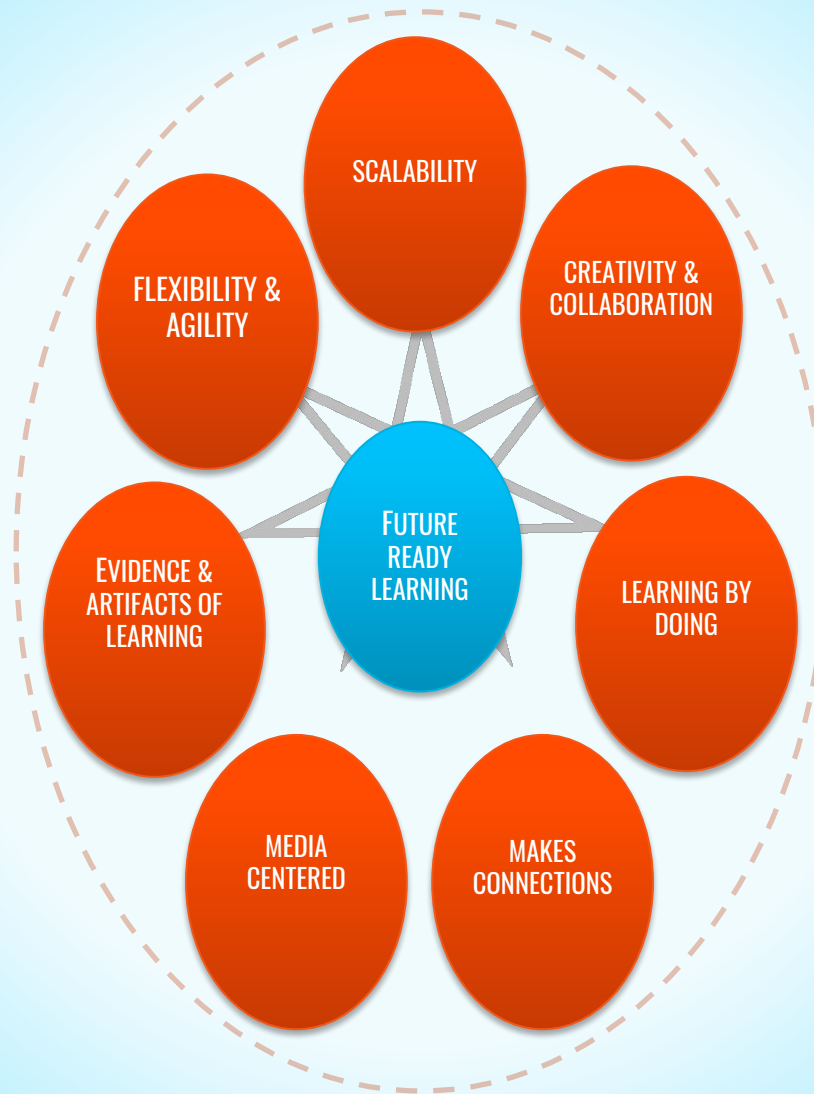 SCALABILITY
CREATIVITY &
COLLABORATION
FLEXIBILITY &
AGILITY
FUTURE
READY
LEARNING
EVIDENCE &
ARTIFACTS OF
LEARNING
LEARNING BY
DOING
MEDIA
CENTERED
MAKES
CONNECTIONS